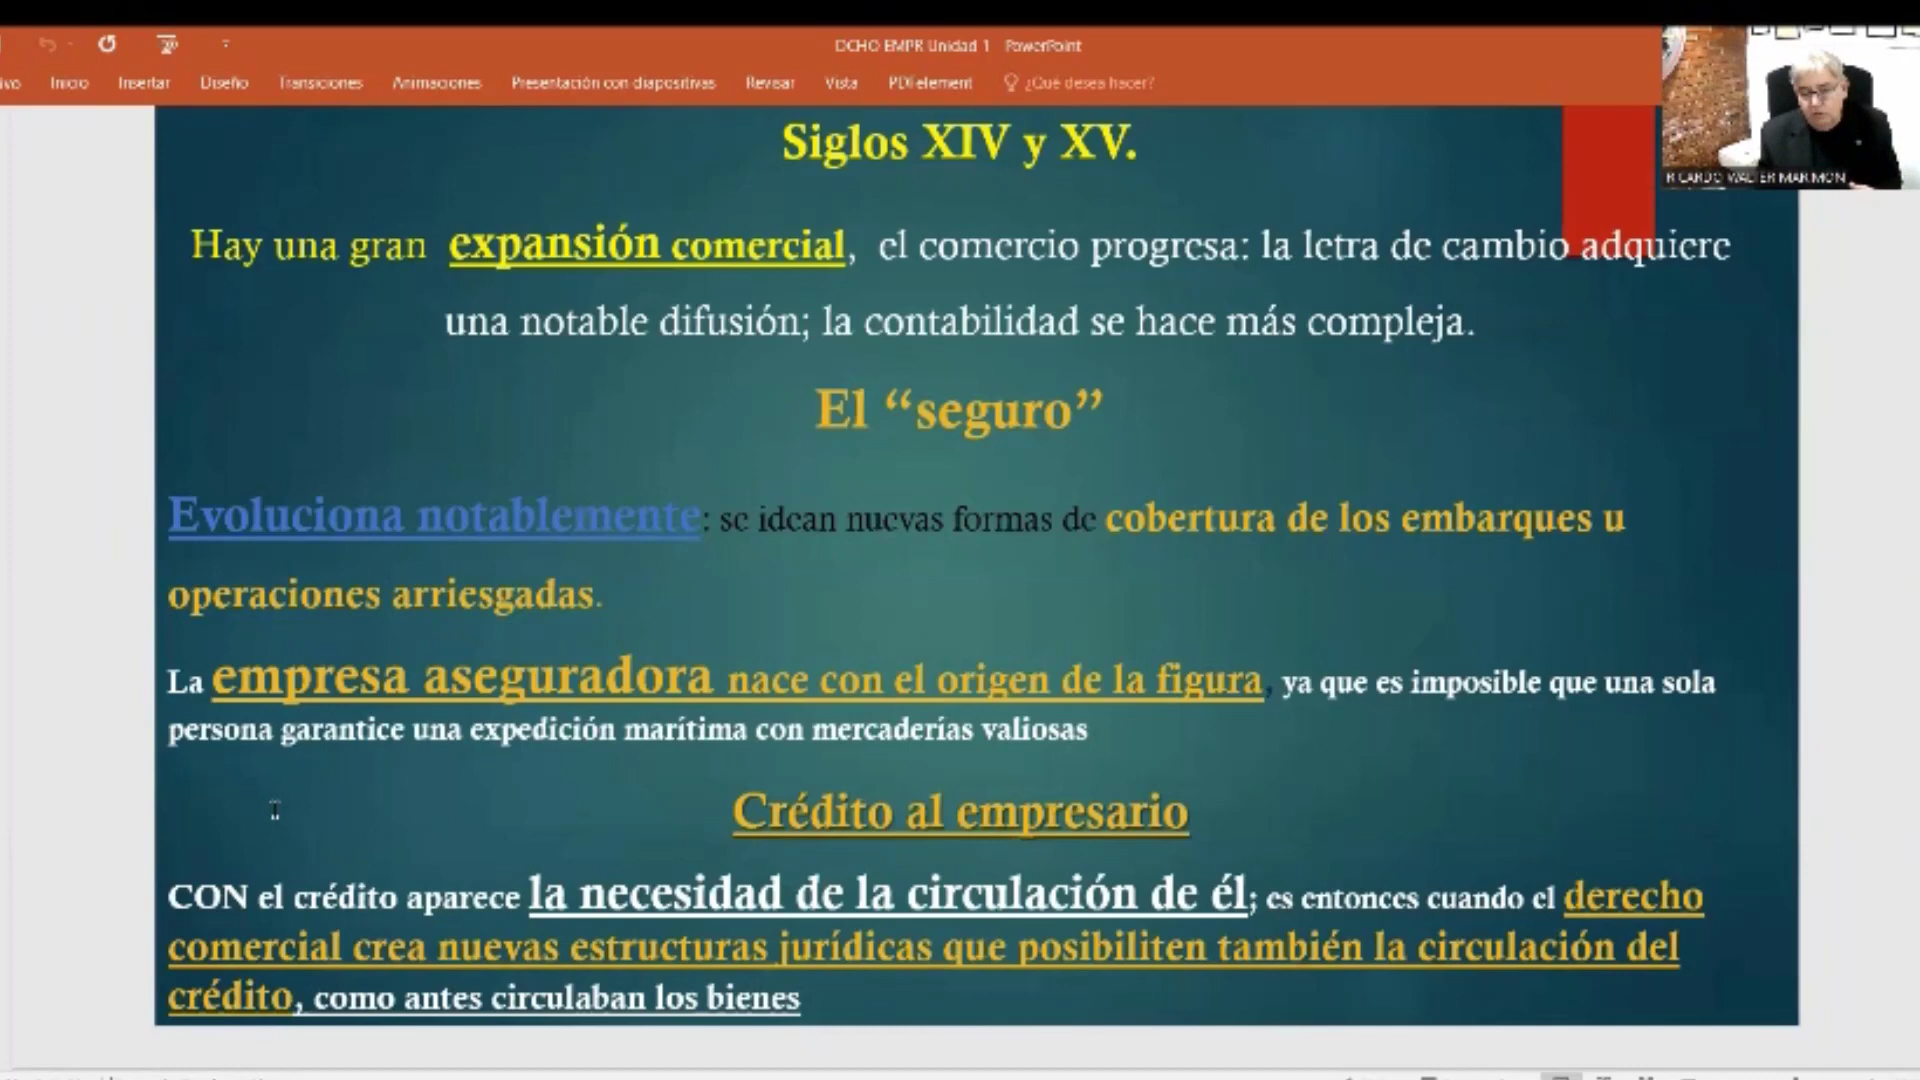 DCHO EMPR Unidad 1 PowerPoint
Inicio Insertar Diseño Transiciones Animaciones Presentación con diapositivas Revisar Vista PDFelement ¿Qué desea hacer?
RICARDO WALTER MARIMON
Siglos XIV y XV.
Hay una gran expansión comercial, el comercio progresa: la letra de cambio adquiere
una notable difusión; la contabilidad se hace más compleja.
El “seguro”
Evoluciona notablemente: se idean nuevas formas de cobertura de los embarques u
operaciones arriesgadas.
La empresa aseguradora nace con el origen de la figura, ya que es imposible que una sola
persona garantice una expedición marítima con mercaderías valiosas
Crédito al empresario
CON el crédito aparece la necesidad de la circulación de él; es entonces cuando el derecho
comercial crea nuevas estructuras jurídicas que posibiliten también la circulación del
crédito, como antes circulaban los bienes